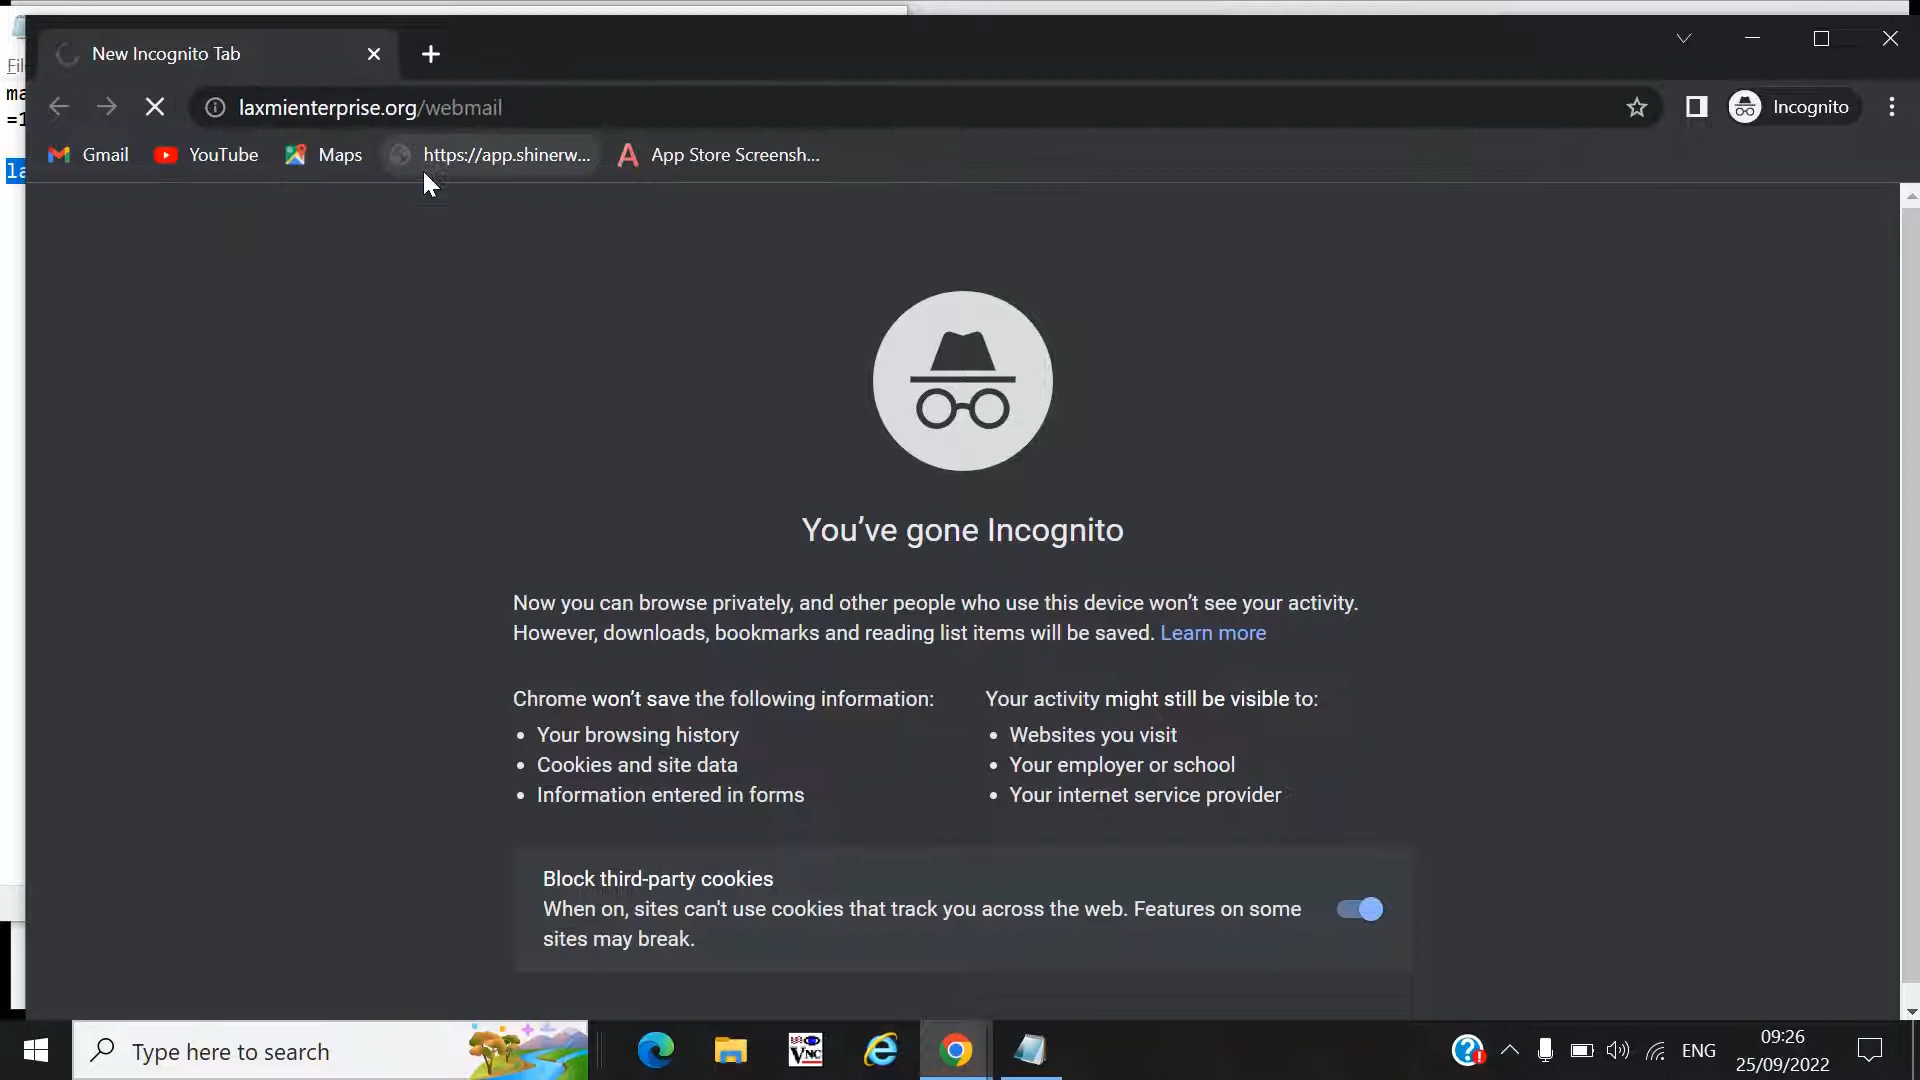 New Incognito Tab
laxmienterprise.org/webmail
Incognito
Gmail
YouTube
Maps
https://app.shinerw...
App Store Screensh...
You've gone Incognito
Now you can browse privately, and other people who use this device won't see your activity.
However, downloads, bookmarks and reading list items will be saved. Learn more
Chrome won't save the following information:
• Your browsing history
• Cookies and site data
• Information entered in forms
Your activity might still be visible to:
• Websites you visit
• Your employer or school
• Your internet service provider
Block third-party cookies
When on, sites can't use cookies that track you across the web. Features on some
sites may break.
Type here to search
VNC
ENG
09:26
25/09/2022